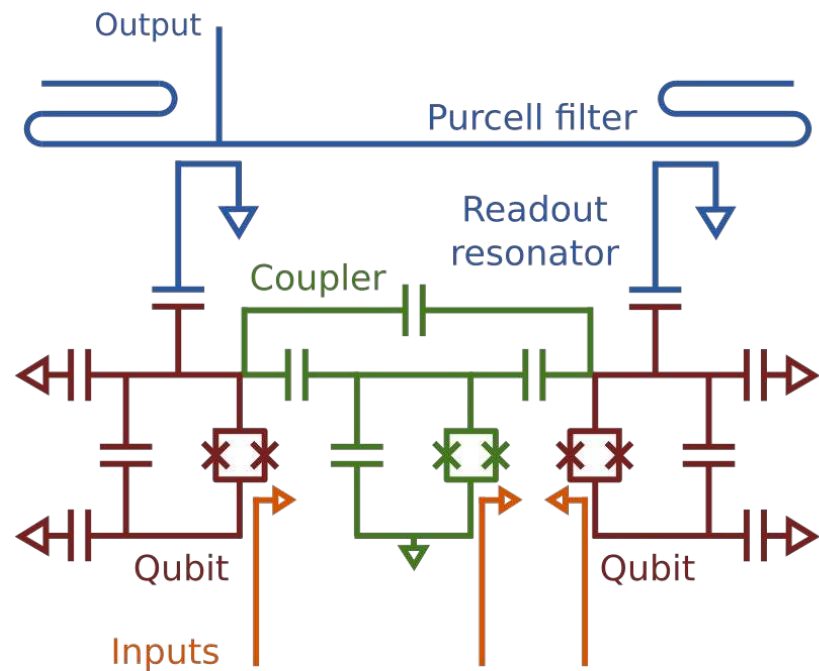 Output
Purcell filter
Readout
resonator
Coupler
Qubit
Qubit
Inputs